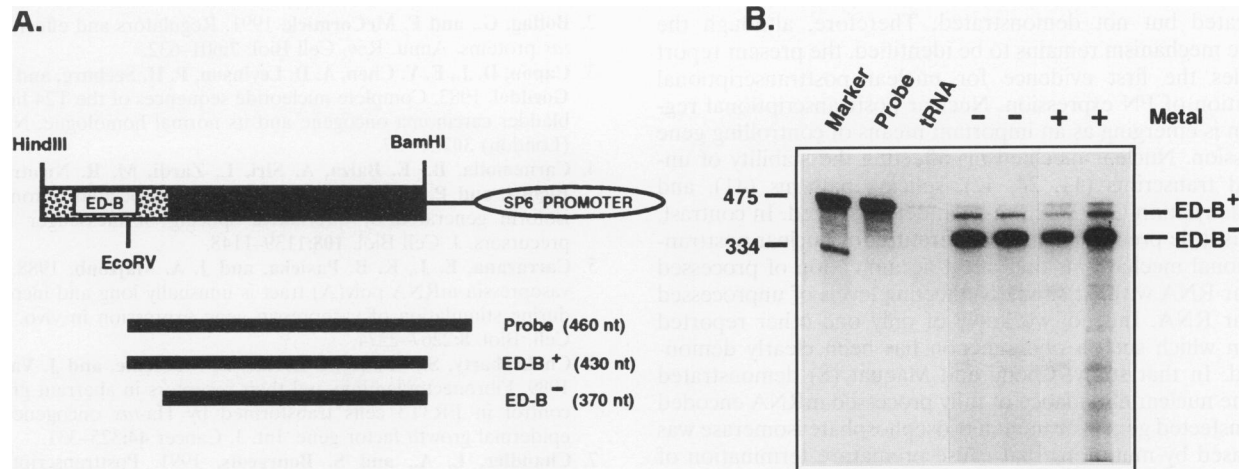 A.
HindIII
BamHI
ED-B
SP6 PROMOTER
EcoRV
Probe (460 nt)
ED-B⁺ (430 nt)
ED-B⁻ (370 nt)
B.
Marker
Probe
tRNA
- - + + Metal
475
334
ED-B⁺
ED-B⁻